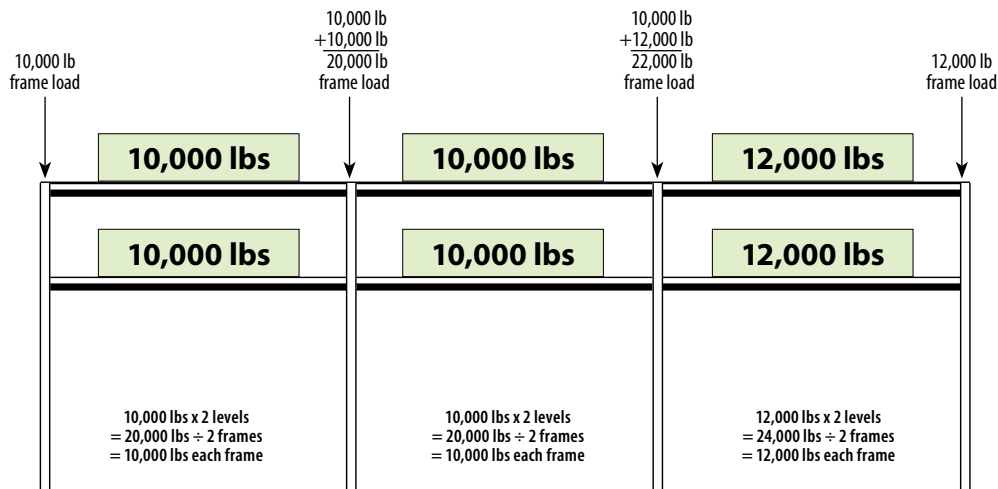 10,000 lb
frame load
10,000 lb
+10,000 lb
20,000 lb
frame load
10,000 lb
+12,000 lb
22,000 lb
frame load
12,000 lb
frame load
10,000 lbs
10,000 lbs
12,000 lbs
10,000 lbs
10,000 lbs
12,000 lbs
10,000 lbs x 2 levels
= 20,000 lbs ÷ 2 frames
= 10,000 lbs each frame
10,000 lbs x 2 levels
= 20,000 lbs ÷ 2 frames
= 10,000 lbs each frame
12,000 lbs x 2 levels
= 24,000 lbs ÷ 2 frames
= 12,000 lbs each frame